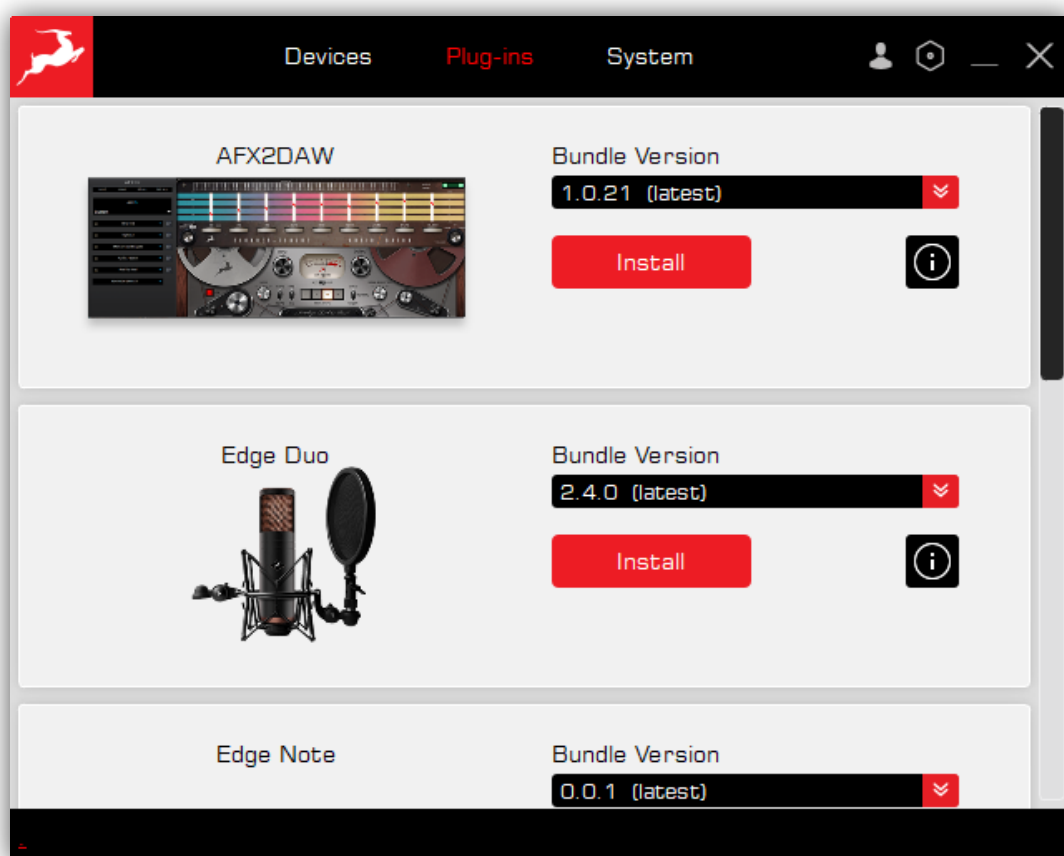 Devices Plug-ins System
AFX2DAW
Bundle Version
1.0.21 (latest)
Install
Edge Duo
Bundle Version
2.4.0 (latest)
Install
Edge Note
Bundle Version
0.0.1 (latest)